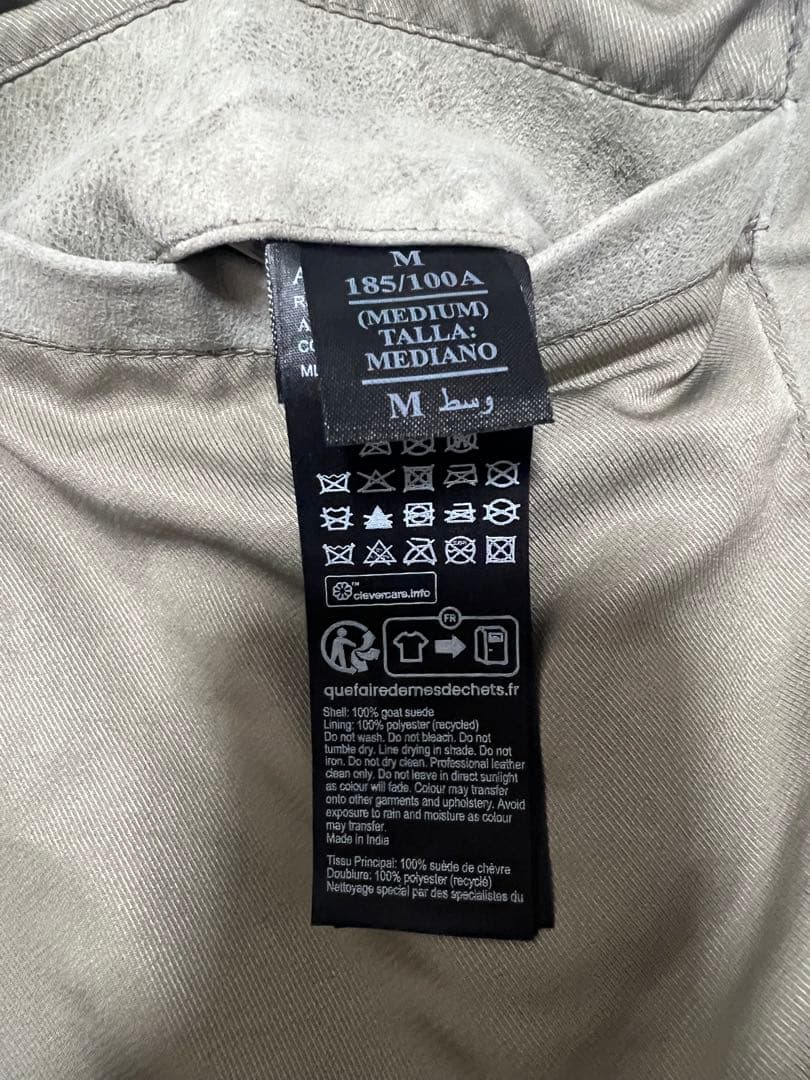 M
185/100A
(MEDIUM)
TALLA:
MEDIANO
M وسط
clevercare.info
FR
quefairedemesdechets.fr
Shell: 100% goat suede
Lining: 100% polyester (recycled)
Do not wash. Do not bleach. Do not
tumble dry. Line drying in shade. Do not
iron. Do not dry clean. Professional leather
clean only. Do not leave in direct sunlight
as colour will fade. Colour may transfer
onto other garments and upholstery. Avoid
exposure to rain and moisture as colour
may transfer.
Made in India
Tissu Principal: 100% suède de chèvre
Doublure: 100% polyester (recyclé)
Nettoyage special par des specialistes du